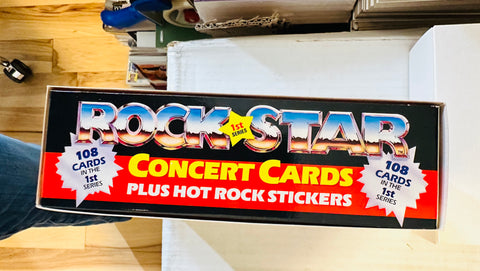 ROCK STAR
1st
SERIES
108
CARDS
IN THE
1st
SERIES
CONCERT CARDS
PLUS HOT ROCK STICKERS
108
CARDS
IN THE
1st
SERIES